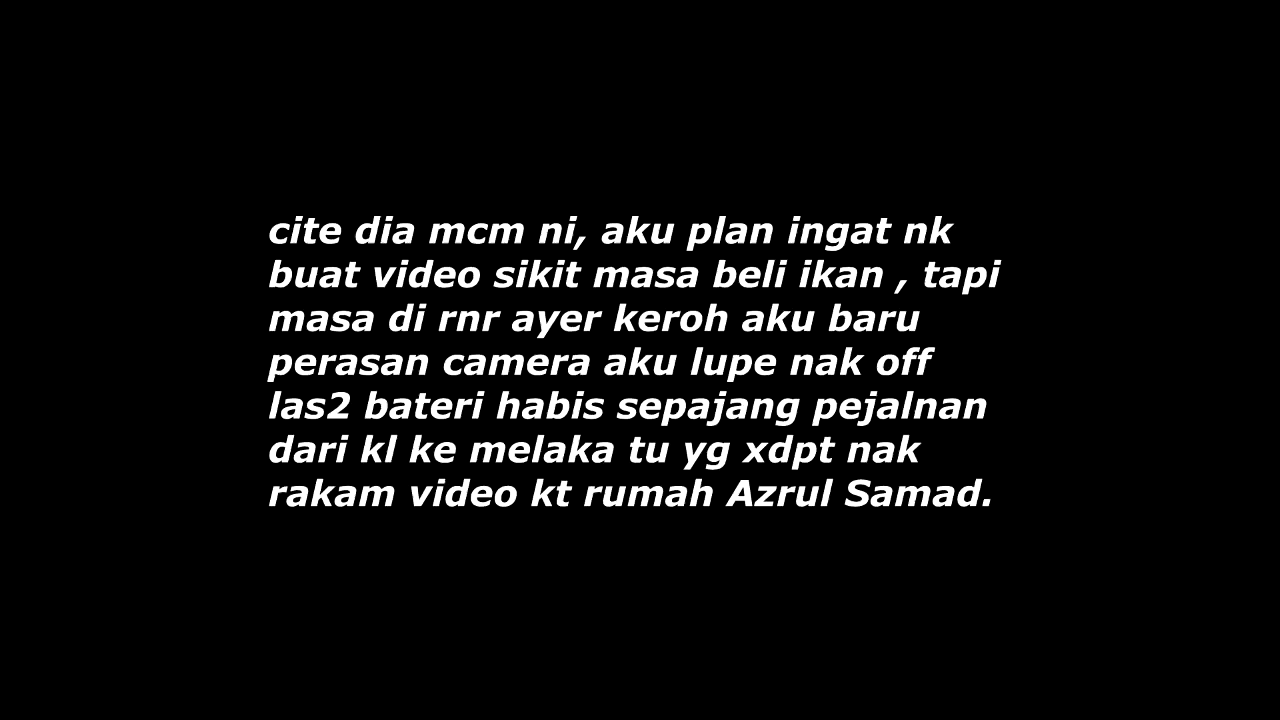 cite dia mcm ni, aku plan ingat nk
buat video sikit masa beli ikan , tapi
masa di rnr ayer keroh aku baru
perasan camera aku lupe nak off
las2 bateri habis sepajang pejalnan
dari kl ke melaka tu yg xdpt nak
rakam video kt rumah Azrul Samad.